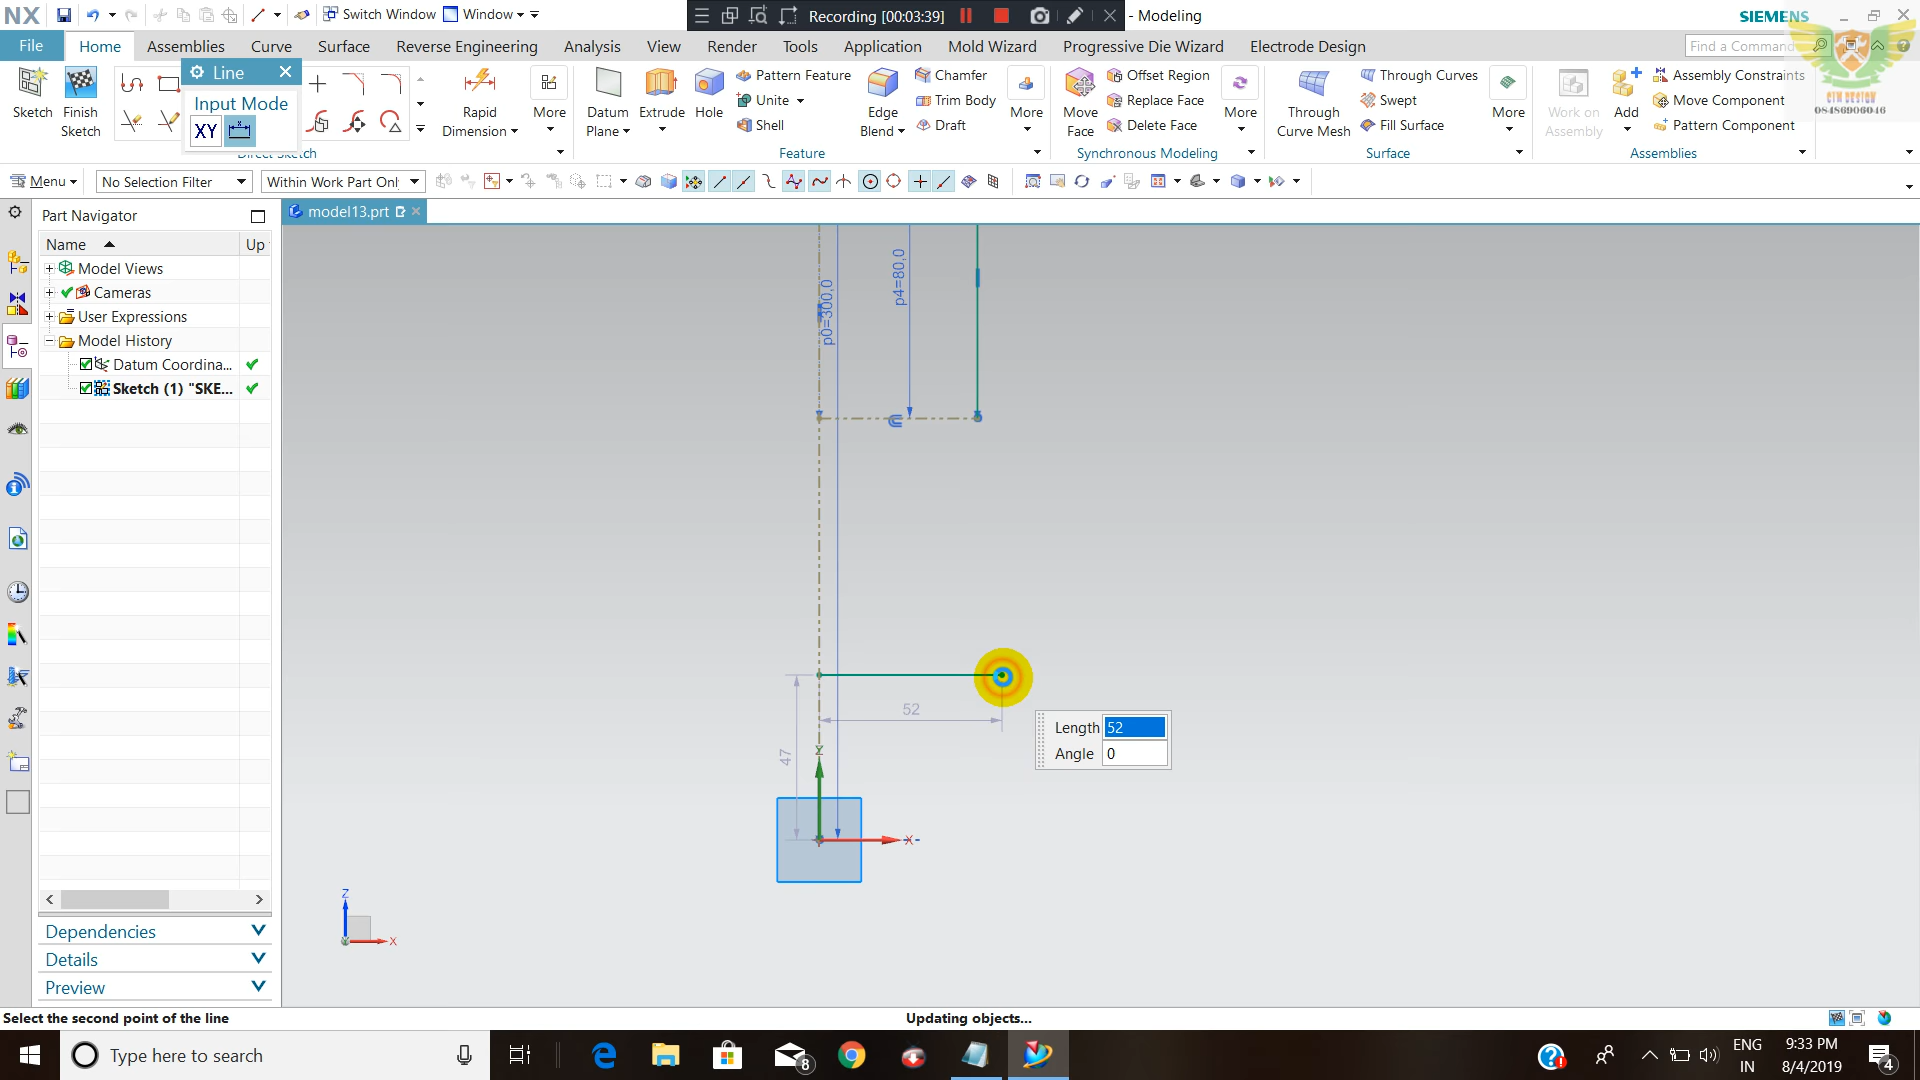 NX
Switch Window
Window
Recording [00:03:39]
- Modeling
SIEMENS
File
Home
Assemblies
Curve
Surface
Reverse Engineering
Analysis
View
Render
Tools
Application
Mold Wizard
Progressive Die Wizard
Electrode Design
Find a Command
Line
Input Mode
XY
Sketch
Finish
Sketch
Direct Sketch
Rapid
Dimension
More
Datum
Plane
Extrude
Hole
Pattern Feature
Unite
Shell
Edge
Blend
Chamfer
Trim Body
Draft
More
Feature
Move
Face
Offset Region
Replace Face
Delete Face
More
Synchronous Modeling
Through
Curve Mesh
Through Curves
Swept
Fill Surface
More
Surface
Work on
Assembly
Add
Assembly Constraints
Move Component
Pattern Component
Assemblies
CTM DESIGN
08486906046
Menu
No Selection Filter
Within Work Part Onl
Part Navigator
model13.prt
Name
Up
Model Views
Cameras
User Expressions
Model History
Datum Coordina...
Sketch (1) "SKE...
Dependencies
Details
Preview
p0=300,0
p4=80,0
52
47
Length 52
Angle 0
Y
X
Z
X
Select the second point of the line
Updating objects...
Type here to search
8
ENG
IN
9:33 PM
8/4/2019
4